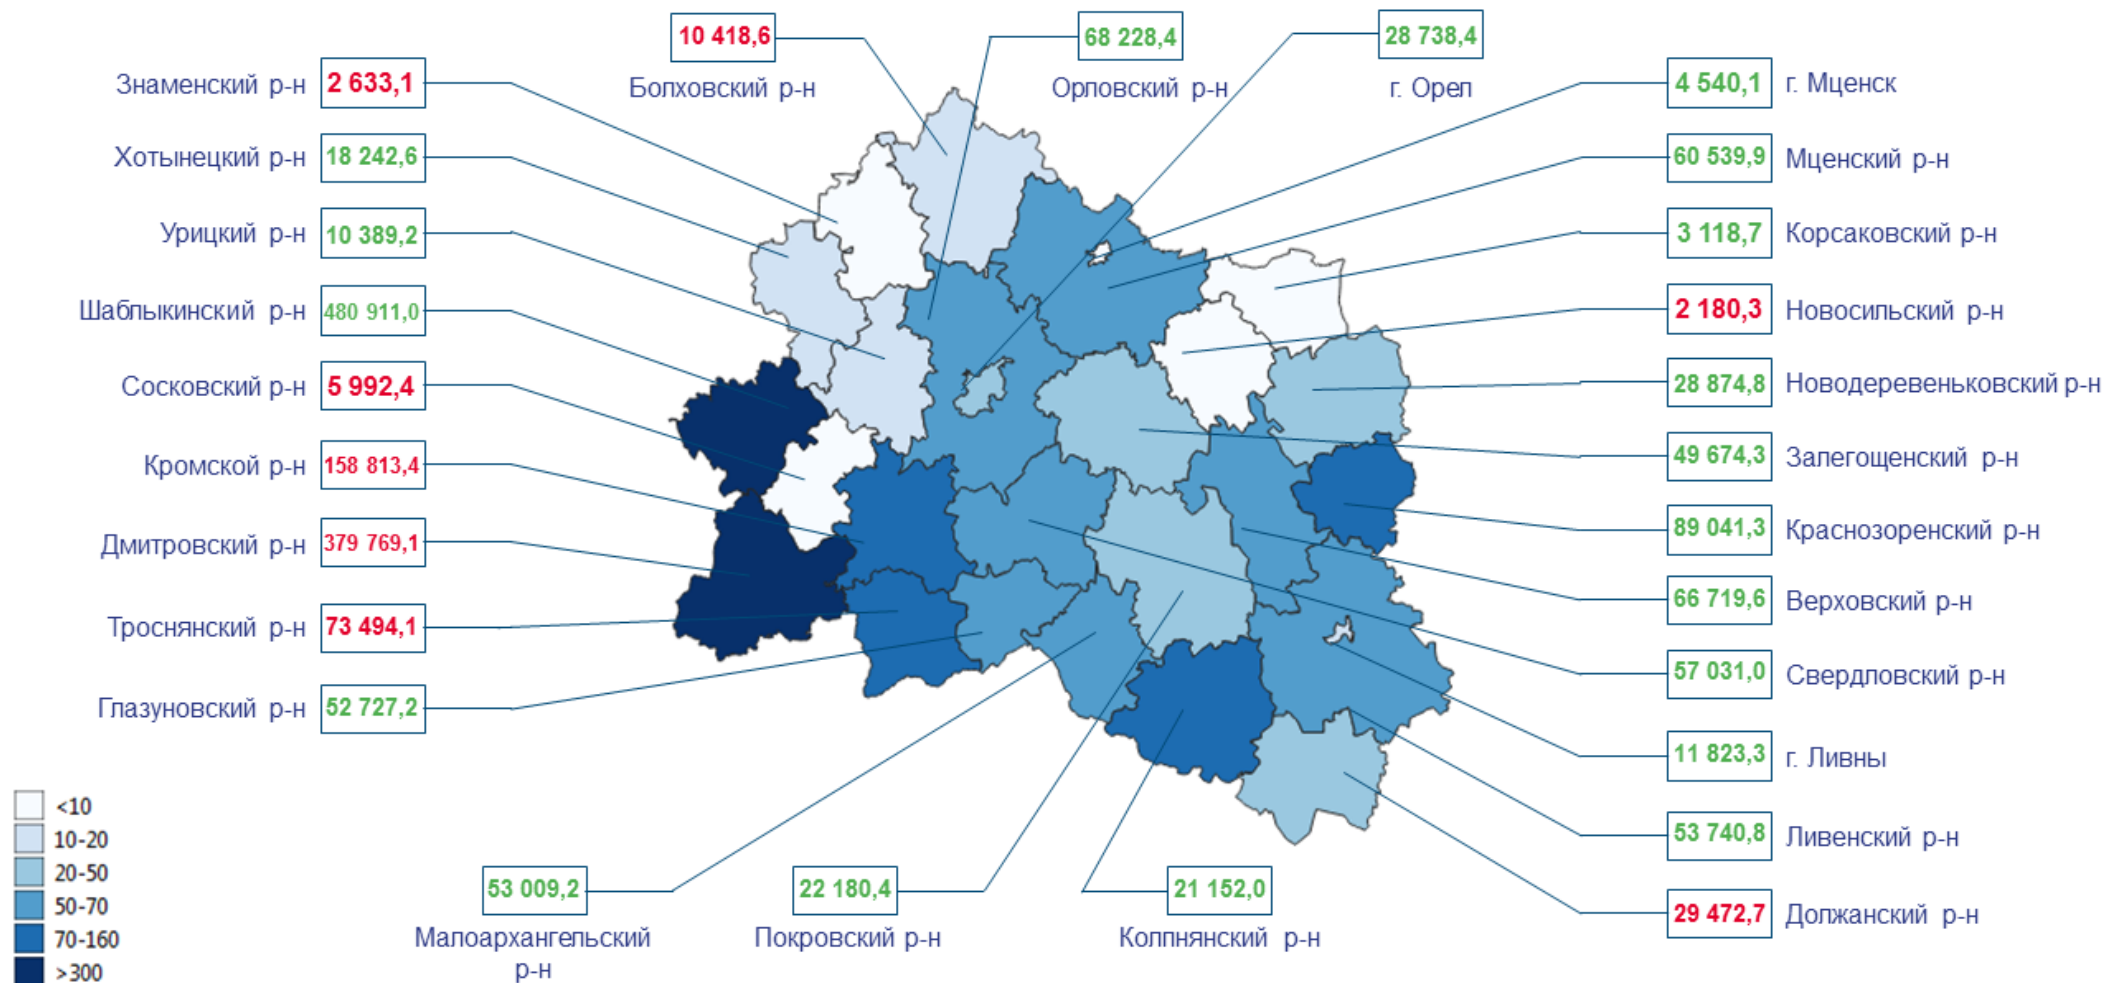 10 418,6
Болховский р-н
68 228,4
Орловский р-н
28 738,4
г. Орел
Знаменский р-н 2 633,1
Хотынецкий р-н 18 242,6
Урицкий р-н 10 389,2
Шаблыкинский р-н 480 911,0
Сосковский р-н 5 992,4
Кромской р-н 158 813,4
Дмитровский р-н 379 769,1
Троснянский р-н 73 494,1
Глазуновский р-н 52 727,2
4 540,1 г. Мценск
60 539,9 Мценский р-н
3 118,7 Корсаковский р-н
2 180,3 Новосильский р-н
28 874,8 Новодеревеньковский р-н
49 674,3 Залегощенский р-н
89 041,3 Краснозоренский р-н
66 719,6 Верховский р-н
57 031,0 Свердловский р-н
11 823,3 г. Ливны
53 740,8 Ливенский р-н
29 472,7 Должанский р-н
53 009,2
Малоархангельский
р-н
22 180,4
Покровский р-н
21 152,0
Колпнянский р-н
<10
10-20
20-50
50-70
70-160
>300